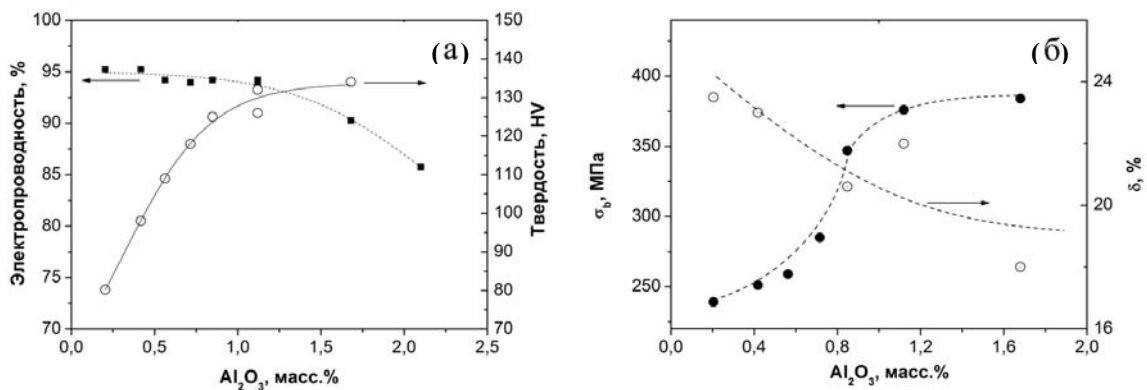 (а)
Электропроводность, %
100
95
90
85
80
75
70
150
140
130
120
110
100
90
80
70
Твердость, HV
0,0 0,5 1,0 1,5 2,0 2,5
Al2O3, масс.%
(б)
σb, МПа
400
350
300
250
24
20
16
δ, %
0,0 0,4 0,8 1,2 1,6 2,0
Al2O3, масс.%